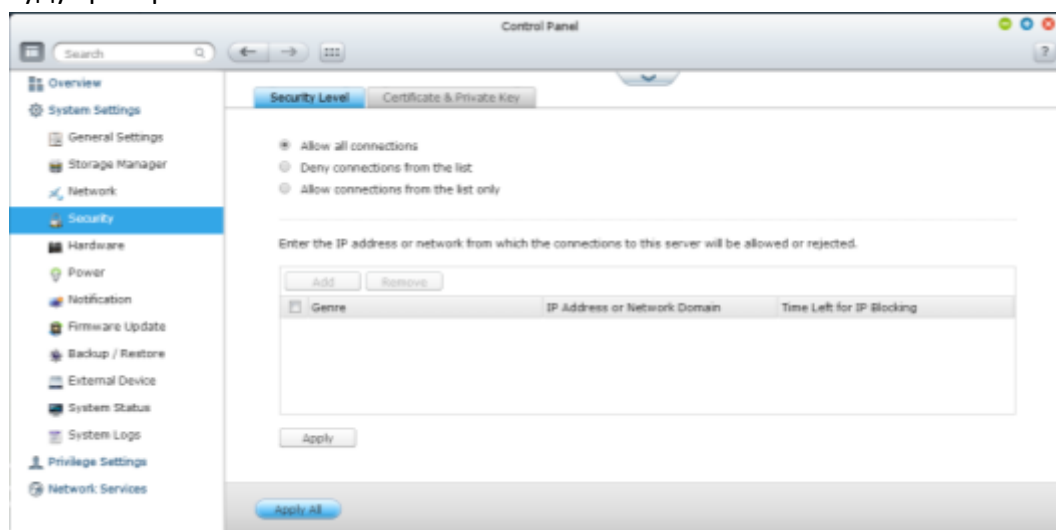 Control Panel
Search
?
Overview
System Settings
General Settings
Storage Manager
Network
Security
Hardware
Power
Notification
Firmware Update
Backup / Restore
External Device
System Status
System Logs
Privilege Settings
Network Services
Security Level Certificate & Private Key
Allow all connections
Deny connections from the list
Allow connections from the list only
Enter the IP address or network from which the connections to this server will be allowed or rejected.
Add Remove
Genre IP Address or Network Domain Time Left for IP Blocking
Apply
Apply All